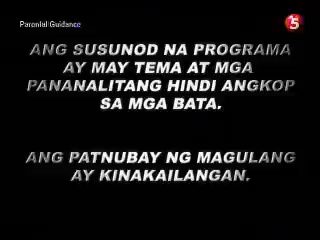 Parental Guidance
5
ANG SUSUNOD NA PROGRAMA
AY MAY TEMA AT MGA
PANANALITANG HINDI ANGKOP
SA MGA BATA.
ANG PATNUBAY NG MAGULANG
AY KINAKAILANGAN.